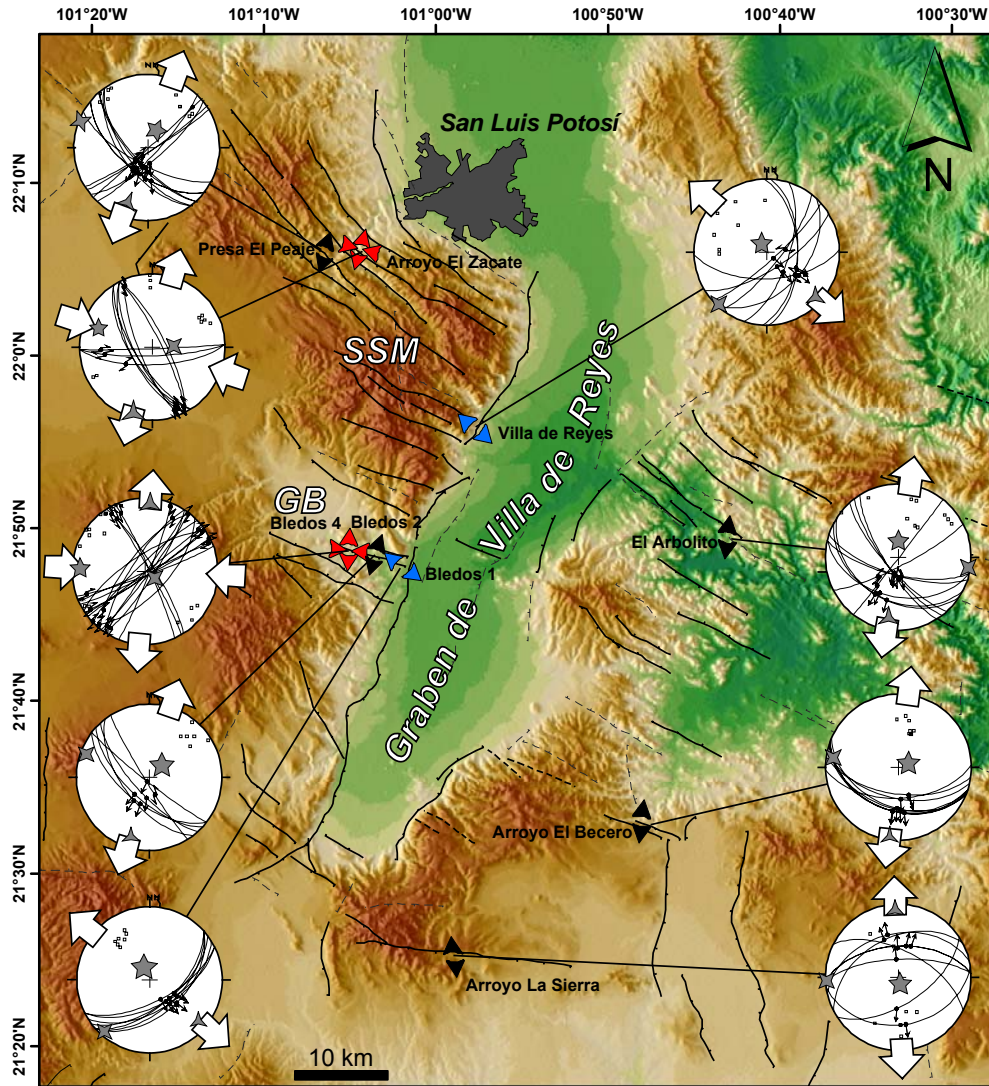 101°20'W
101°10'W
101°00'W
100°50'W
100°40'W
100°30'W
22°10'N
22°0'N
21°50'N
21°40'N
21°30'N
21°20'N
San Luis Potosí
N
Presa El Peaje
Arroyo El Zacate
SSM
Villa de Reyes
Graben de Villa de Reyes
GB
Bledos 4
Bledos 2
Bledos 1
El Arbolito
Arroyo El Becero
Arroyo La Sierra
10 km